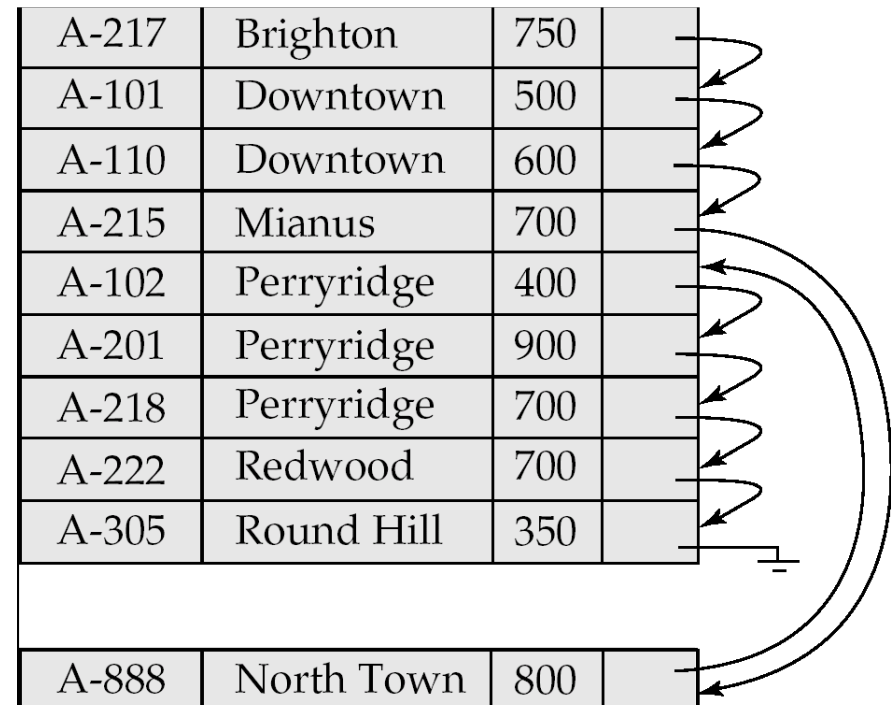 A-217 Brighton 750
A-101 Downtown 500
A-110 Downtown 600
A-215 Mianus 700
A-102 Perryridge 400
A-201 Perryridge 900
A-218 Perryridge 700
A-222 Redwood 700
A-305 Round Hill 350
A-888 North Town 800